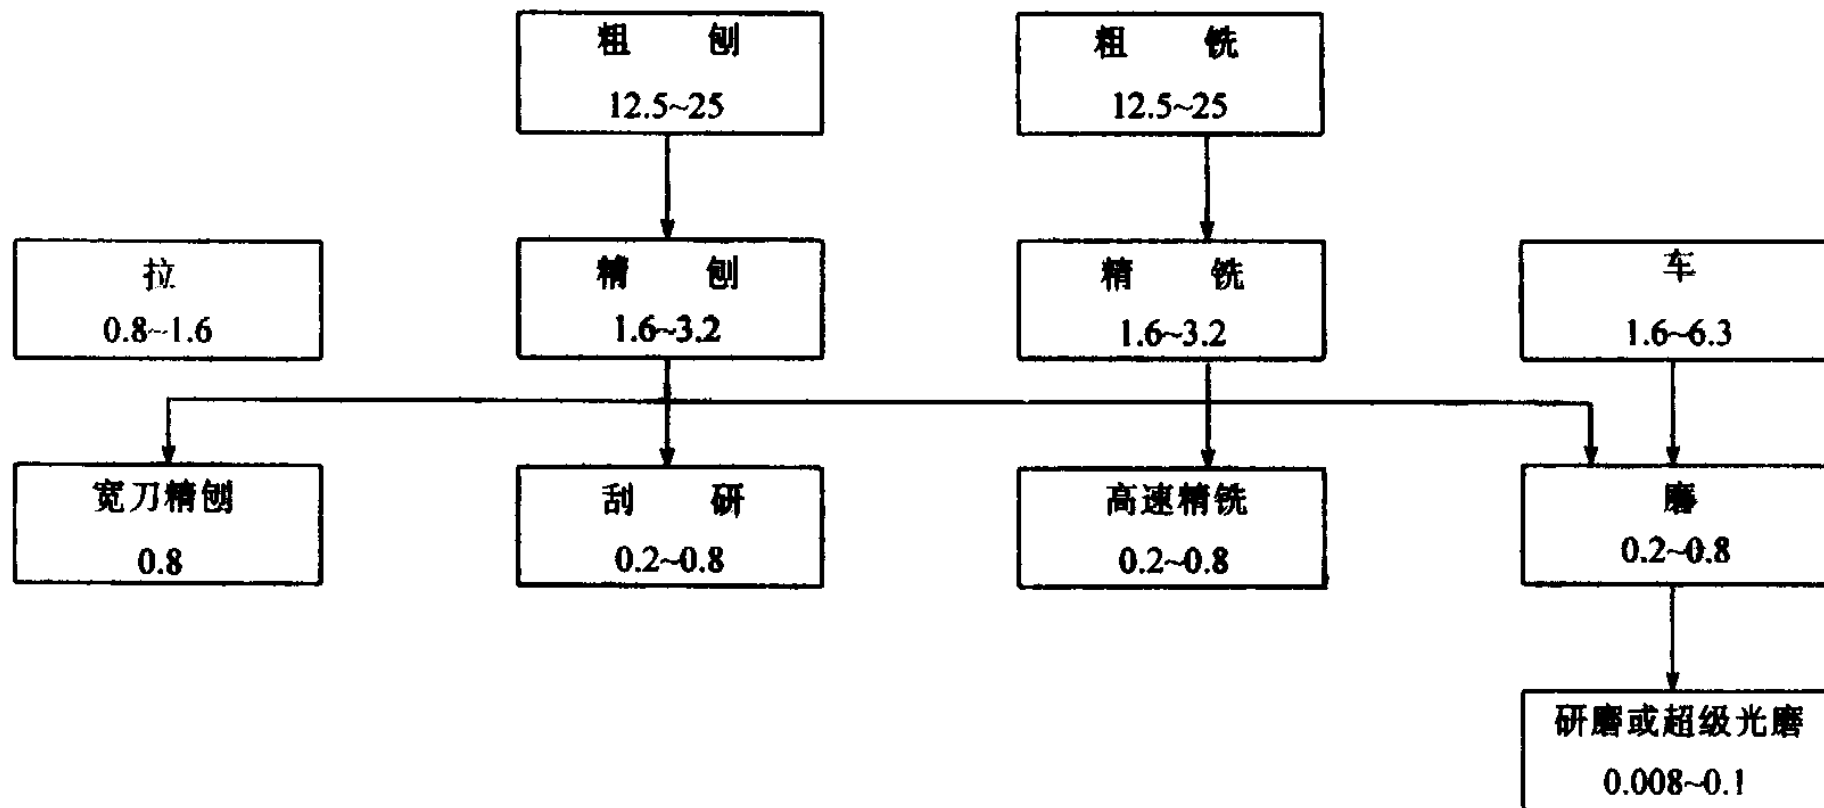 粗 刨
12.5~25
粗 铣
12.5~25
拉
0.8~1.6
精 刨
1.6~3.2
精 铣
1.6~3.2
车
1.6~6.3
宽刀精刨
0.8
刮 研
0.2~0.8
高速精铣
0.2~0.8
磨
0.2~0.8
研磨或超级光磨
0.008~0.1